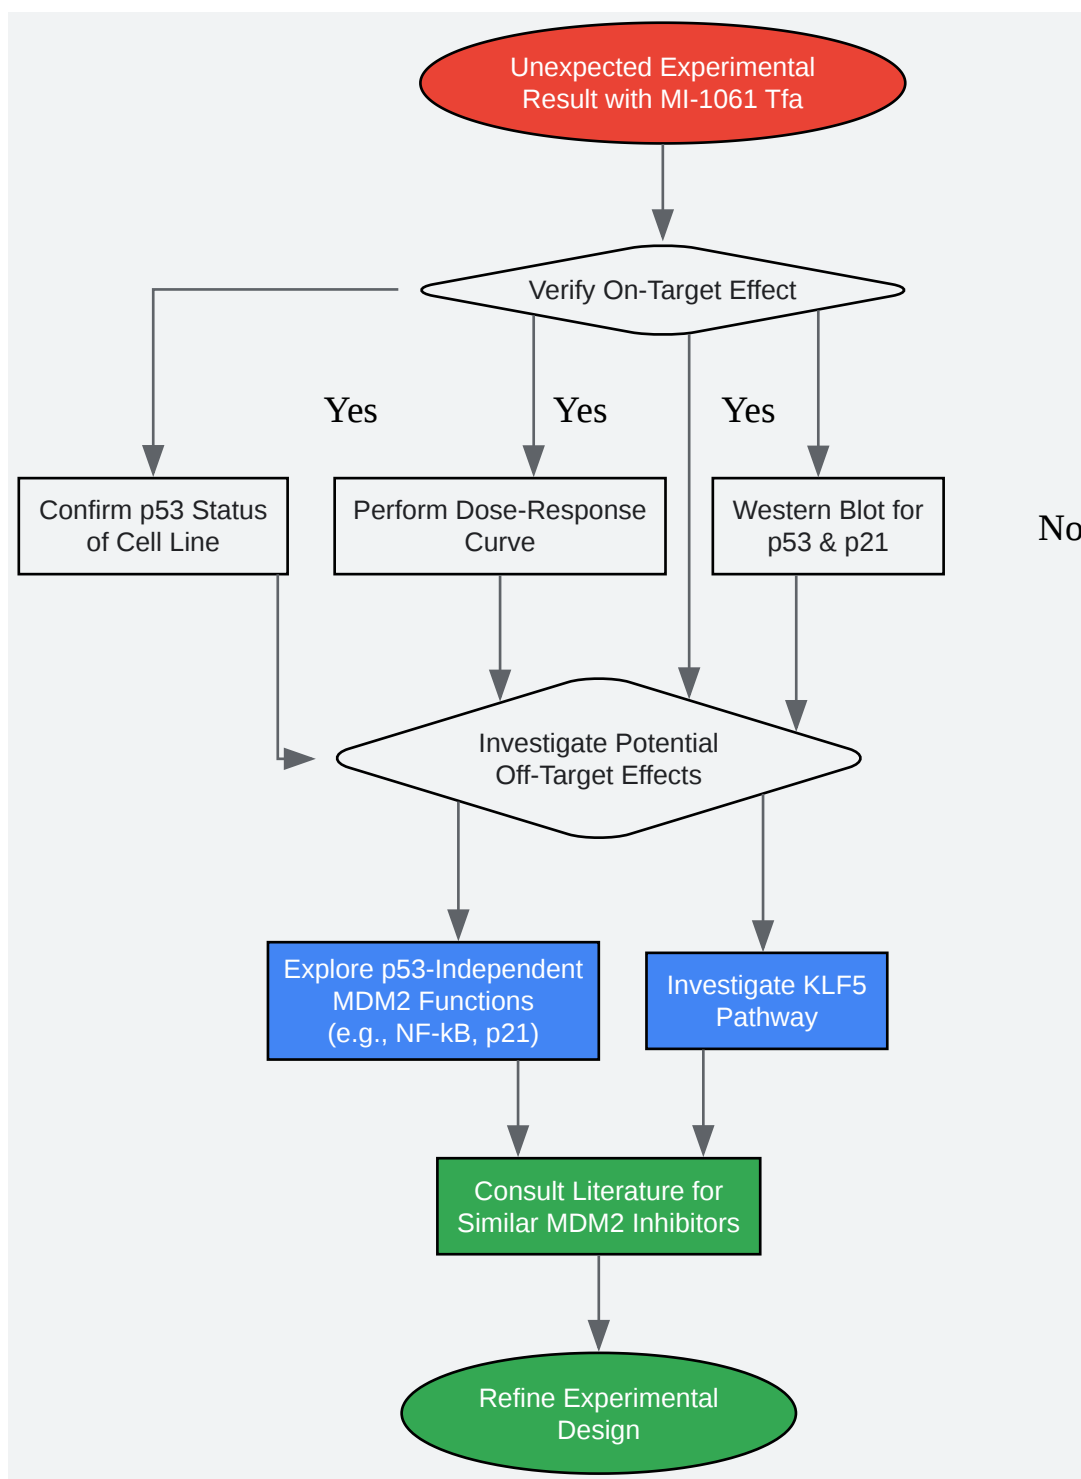 Unexpected Experimental
Result with MI-1061 Tfa
Verify On-Target Effect
Yes
Yes
Yes
Confirm p53 Status
of Cell Line
Perform Dose-Response
Curve
Western Blot for
p53 & p21
No
Investigate Potential
Off-Target Effects
Explore p53-Independent
MDM2 Functions
(e.g., NF-kB, p21)
Investigate KLF5
Pathway
Consult Literature for
Similar MDM2 Inhibitors
Refine Experimental
Design